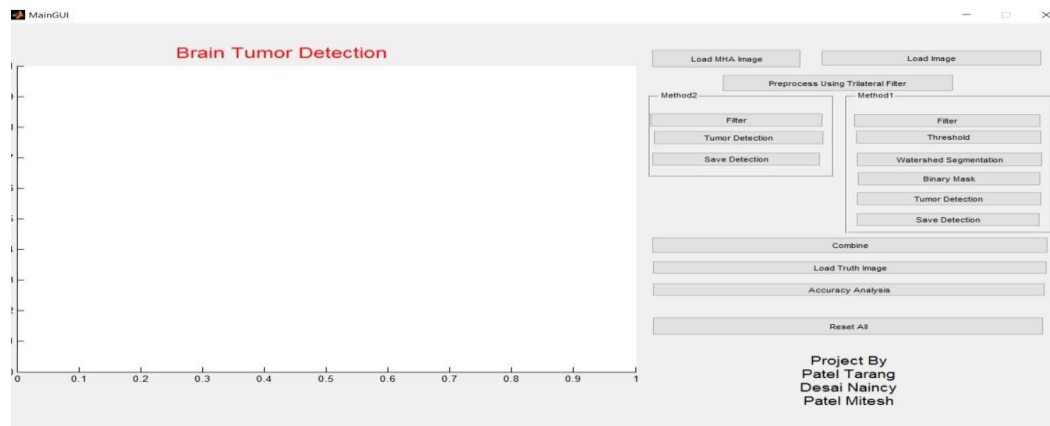 MainGUI
Brain Tumor Detection
Load MHA Image
Load Image
Preprocess Using Trilateral Filter
Method2
Filter
Tumor Detection
Save Detection
Method1
Filter
Threshold
Watershed Segmentation
Binary Mask
Tumor Detection
Save Detection
Combine
Load Truth Image
Accuracy Analysis
Reset All
0 0.1 0.2 0.3 0.4 0.5 0.6 0.7 0.8 0.9 1
Project By
Patel Tarang
Desai Naincy
Patel Mitesh